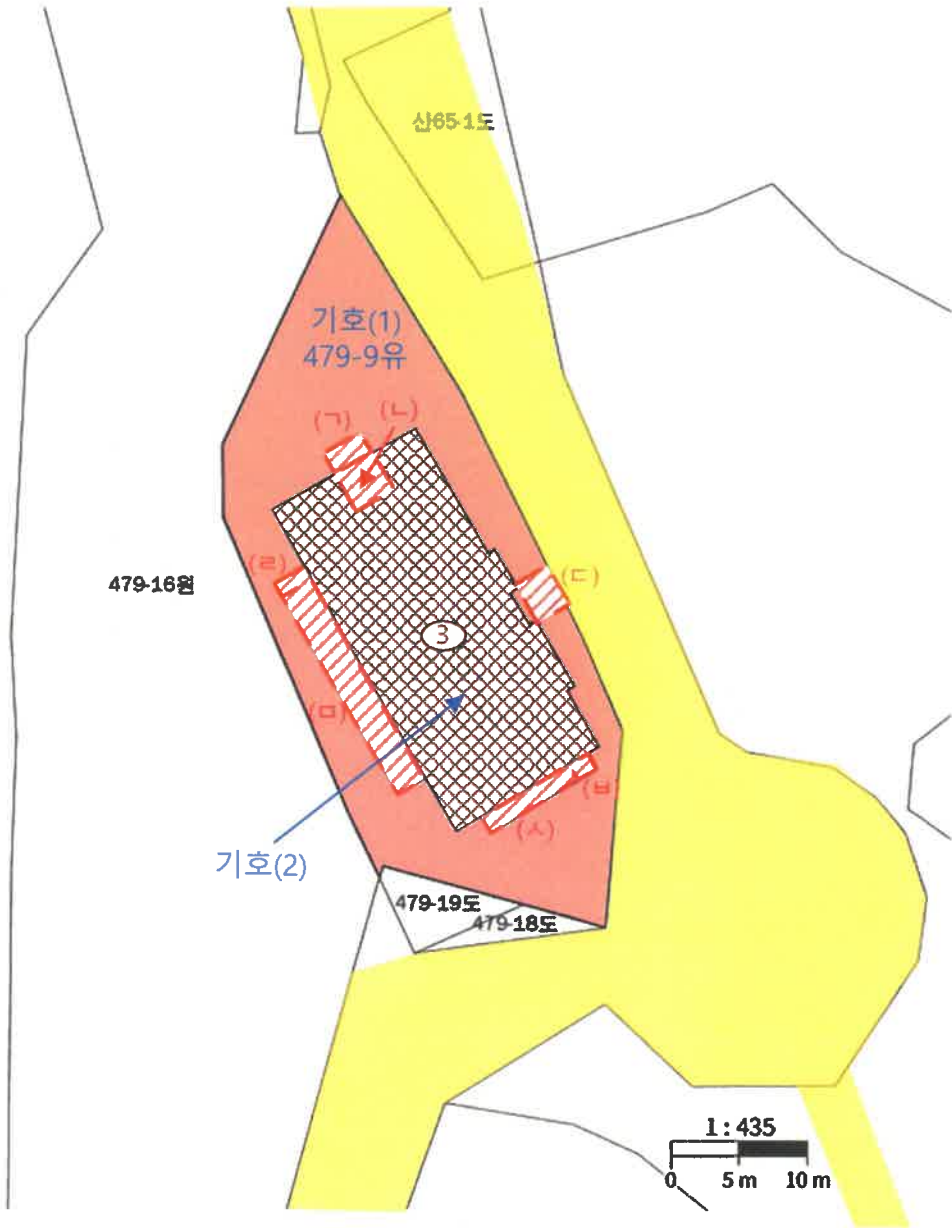 산65-1도
기호(1)
479-9유
(ㄱ)
(ㄴ)
(ㄹ)
(ㄷ)
479-16원
3
(ㅁ)
(ㅂ)
(ㅅ)
기호(2)
479-19도
479-18도
1 : 435
0 5 m 10 m